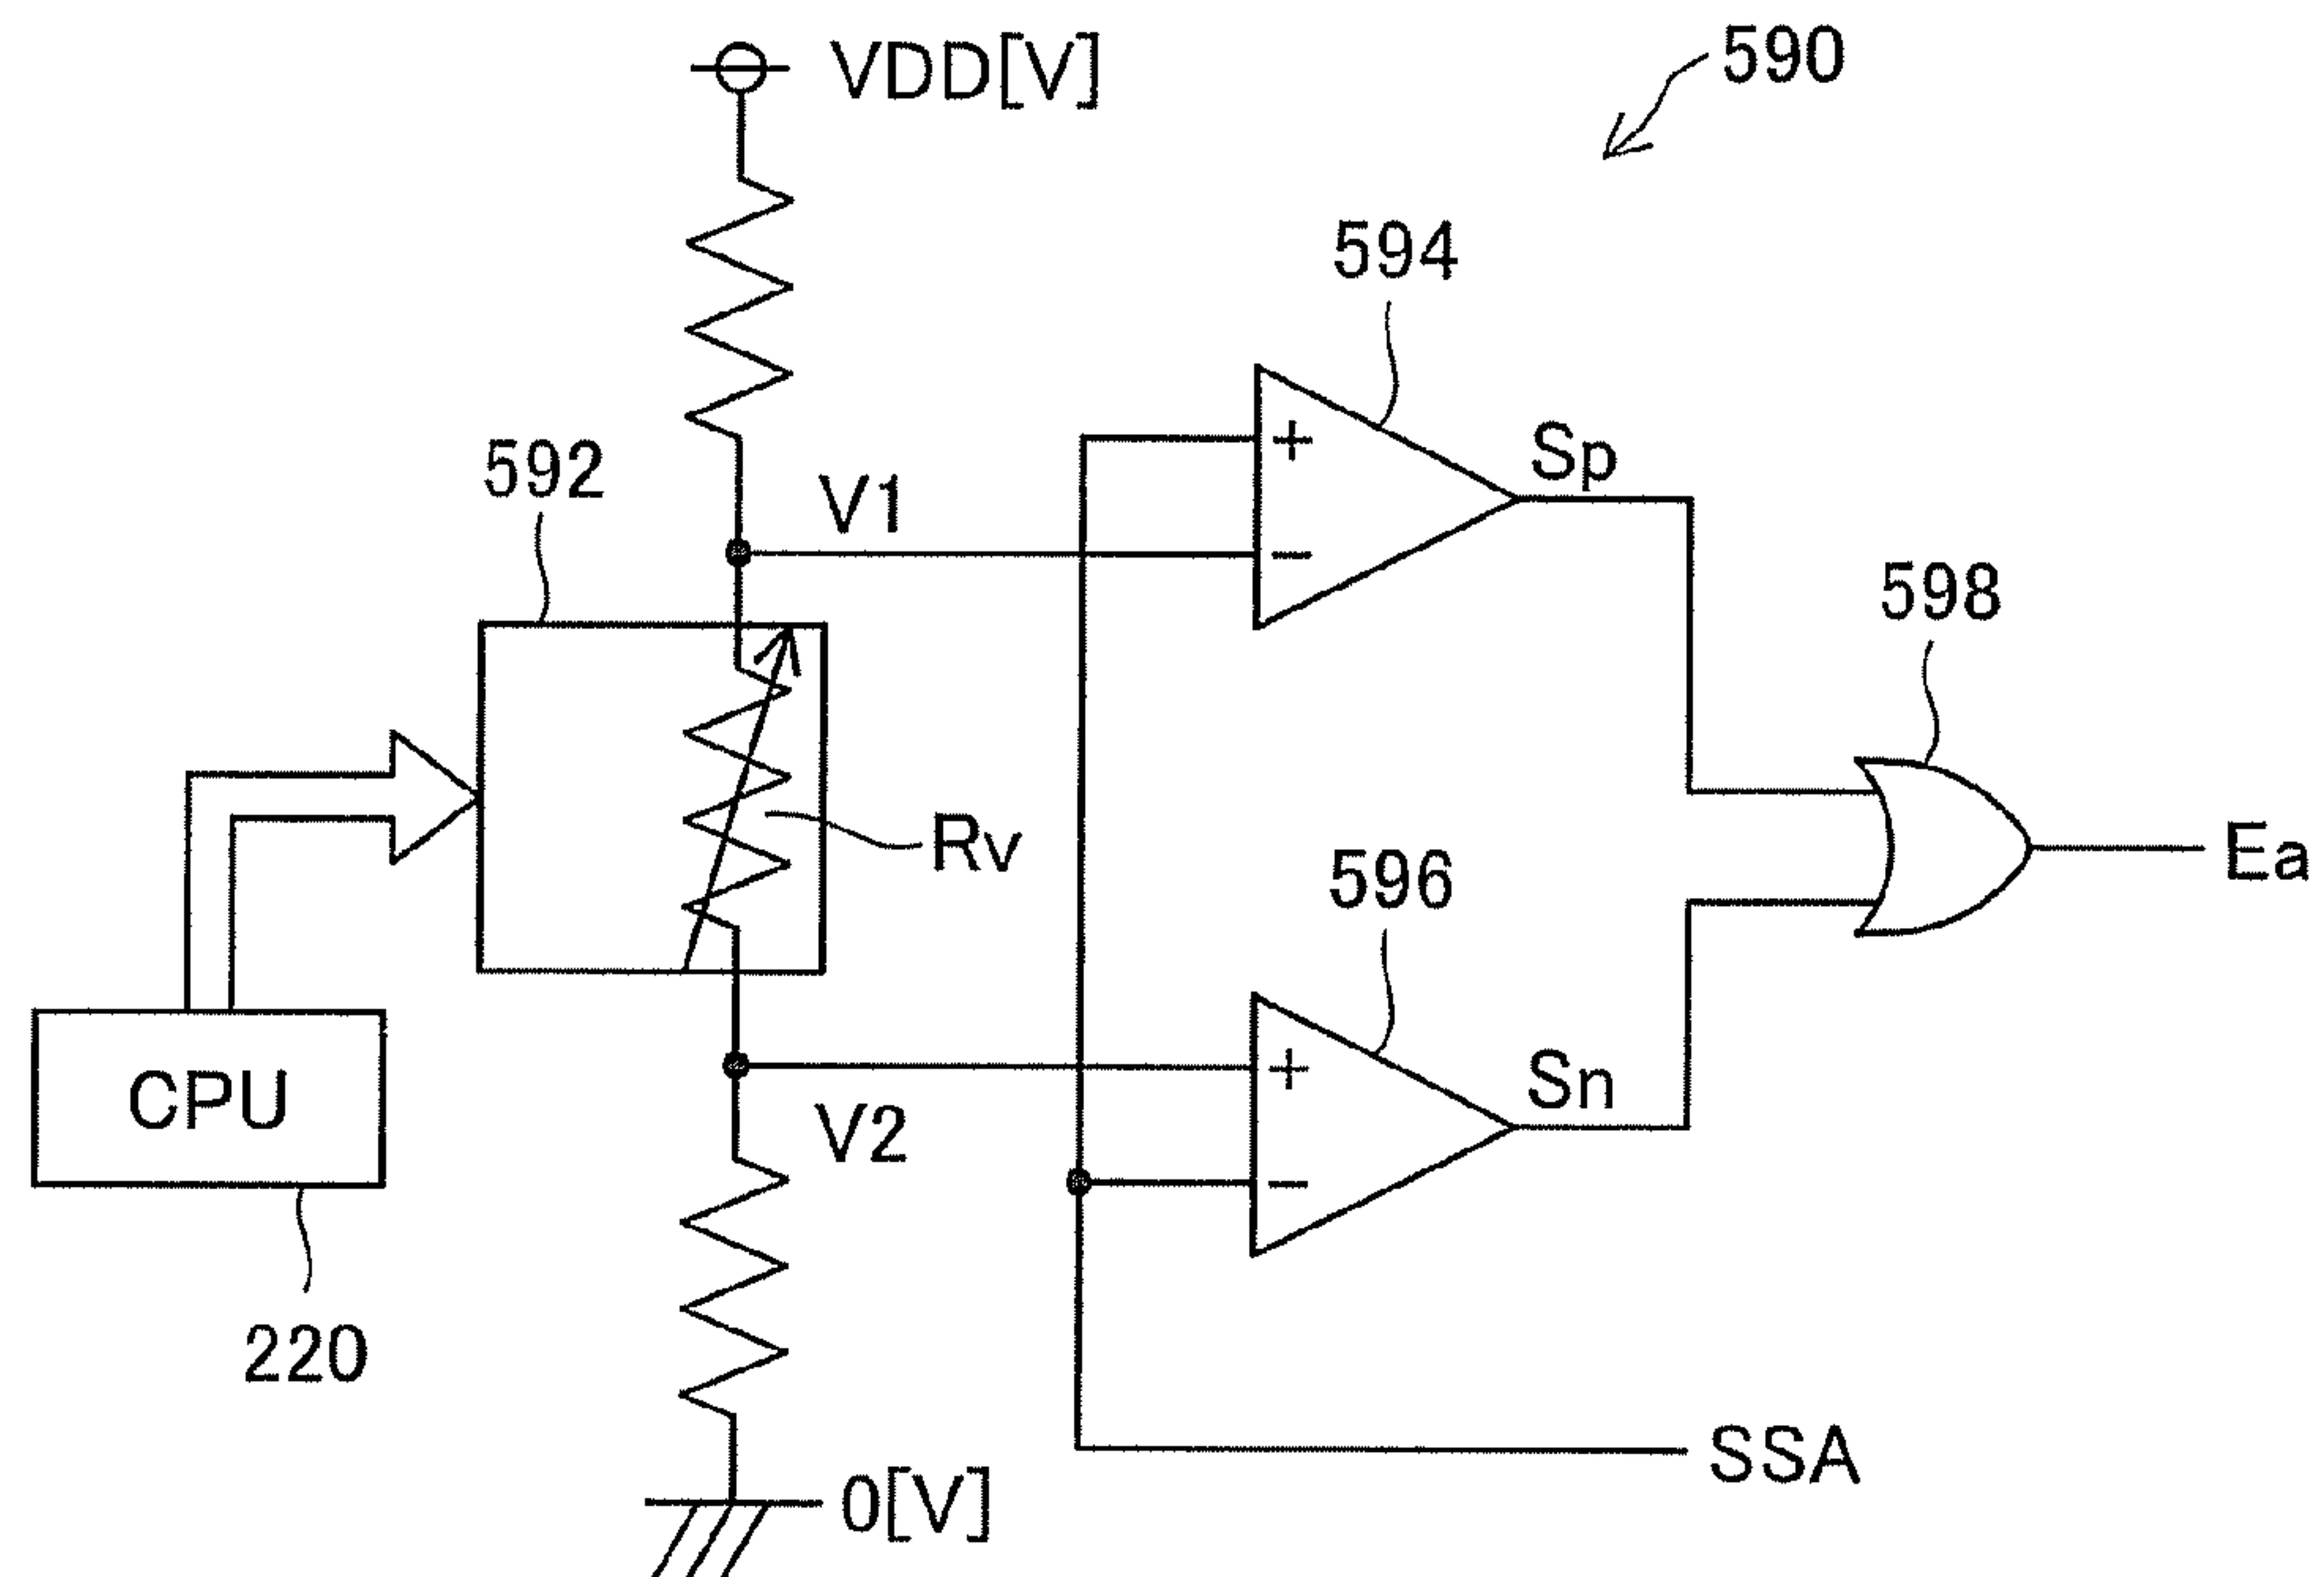 VDD[V]
590
594
Sp
592
V1
+
−
598
Rv
Ea
596
CPU
V2
+
−
Sn
220
SSA
0[V]